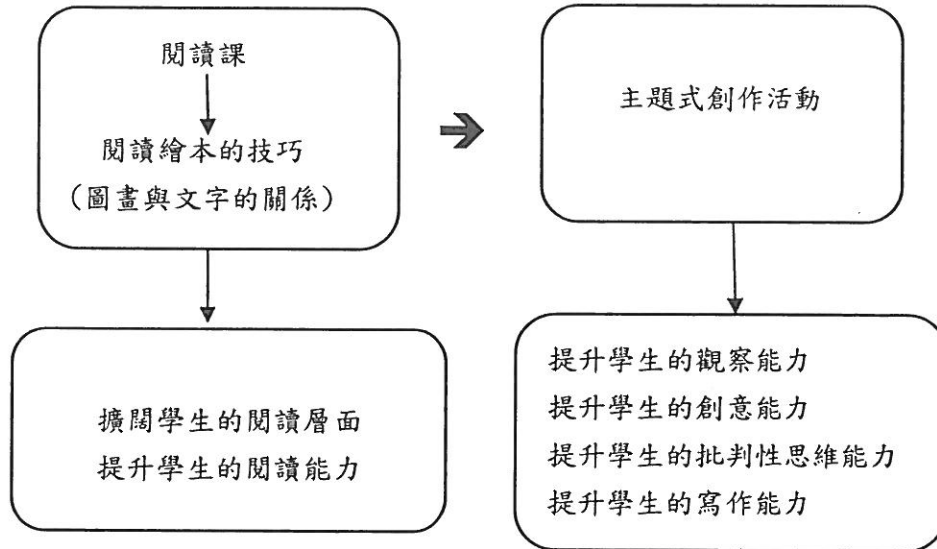 閱讀課
閱讀繪本的技巧
（圖畫與文字的關係）
主題式創作活動
擴闊學生的閱讀層面
提升學生的閱讀能力
提升學生的觀察能力
提升學生的創意能力
提升學生的批判性思維能力
提升學生的寫作能力